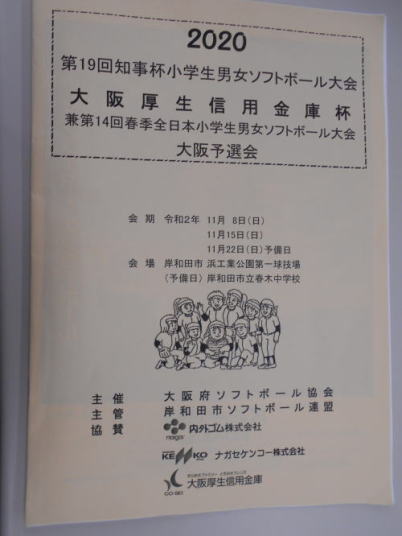 2020
第19回知事杯小学生男女ソフトボール大会
大阪厚生信用金庫杯
兼第14回春季全日本小学生男女ソフトボール大会
大阪予選会
会 期 令和2年 11月 8日(日)
11月15日(日)
11月22日(日)予備日
会 場 岸和田市 浜工業公園第一球技場
(予備日)岸和田市立春木中学校
主 催 大阪府ソフトボール協会
主 管 岸和田市ソフトボール連盟
協 賛 naigai 内外ゴム株式会社
KENKO ナガセケンコー株式会社
大阪厚生信用金庫
CO-SEI